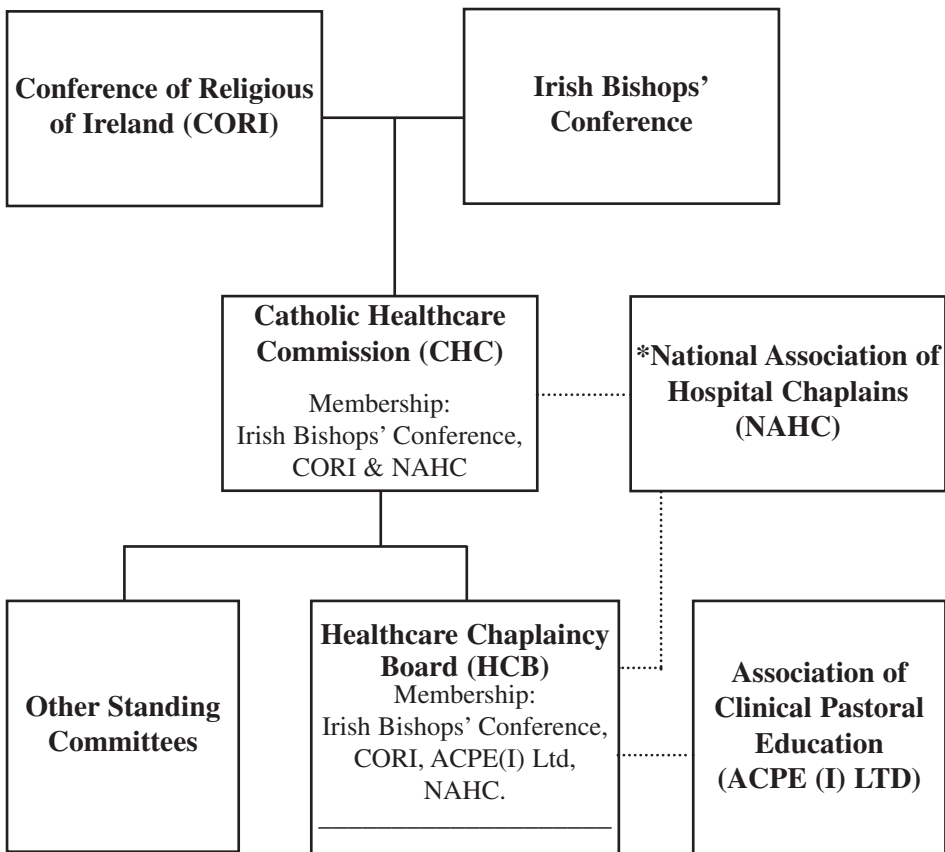 Conference of Religious
of Ireland (CORI)
Irish Bishops’
Conference
Catholic Healthcare
Commission (CHC)
Membership:
Irish Bishops’ Conference,
CORI & NAHC
*National Association of
Hospital Chaplains
(NAHC)
Other Standing
Committees
Healthcare Chaplaincy
Board (HCB)
Membership:
Irish Bishops’ Conference,
CORI, ACPE(I) Ltd,
NAHC.
Association of
Clinical Pastoral
Education
(ACPE (I) LTD)